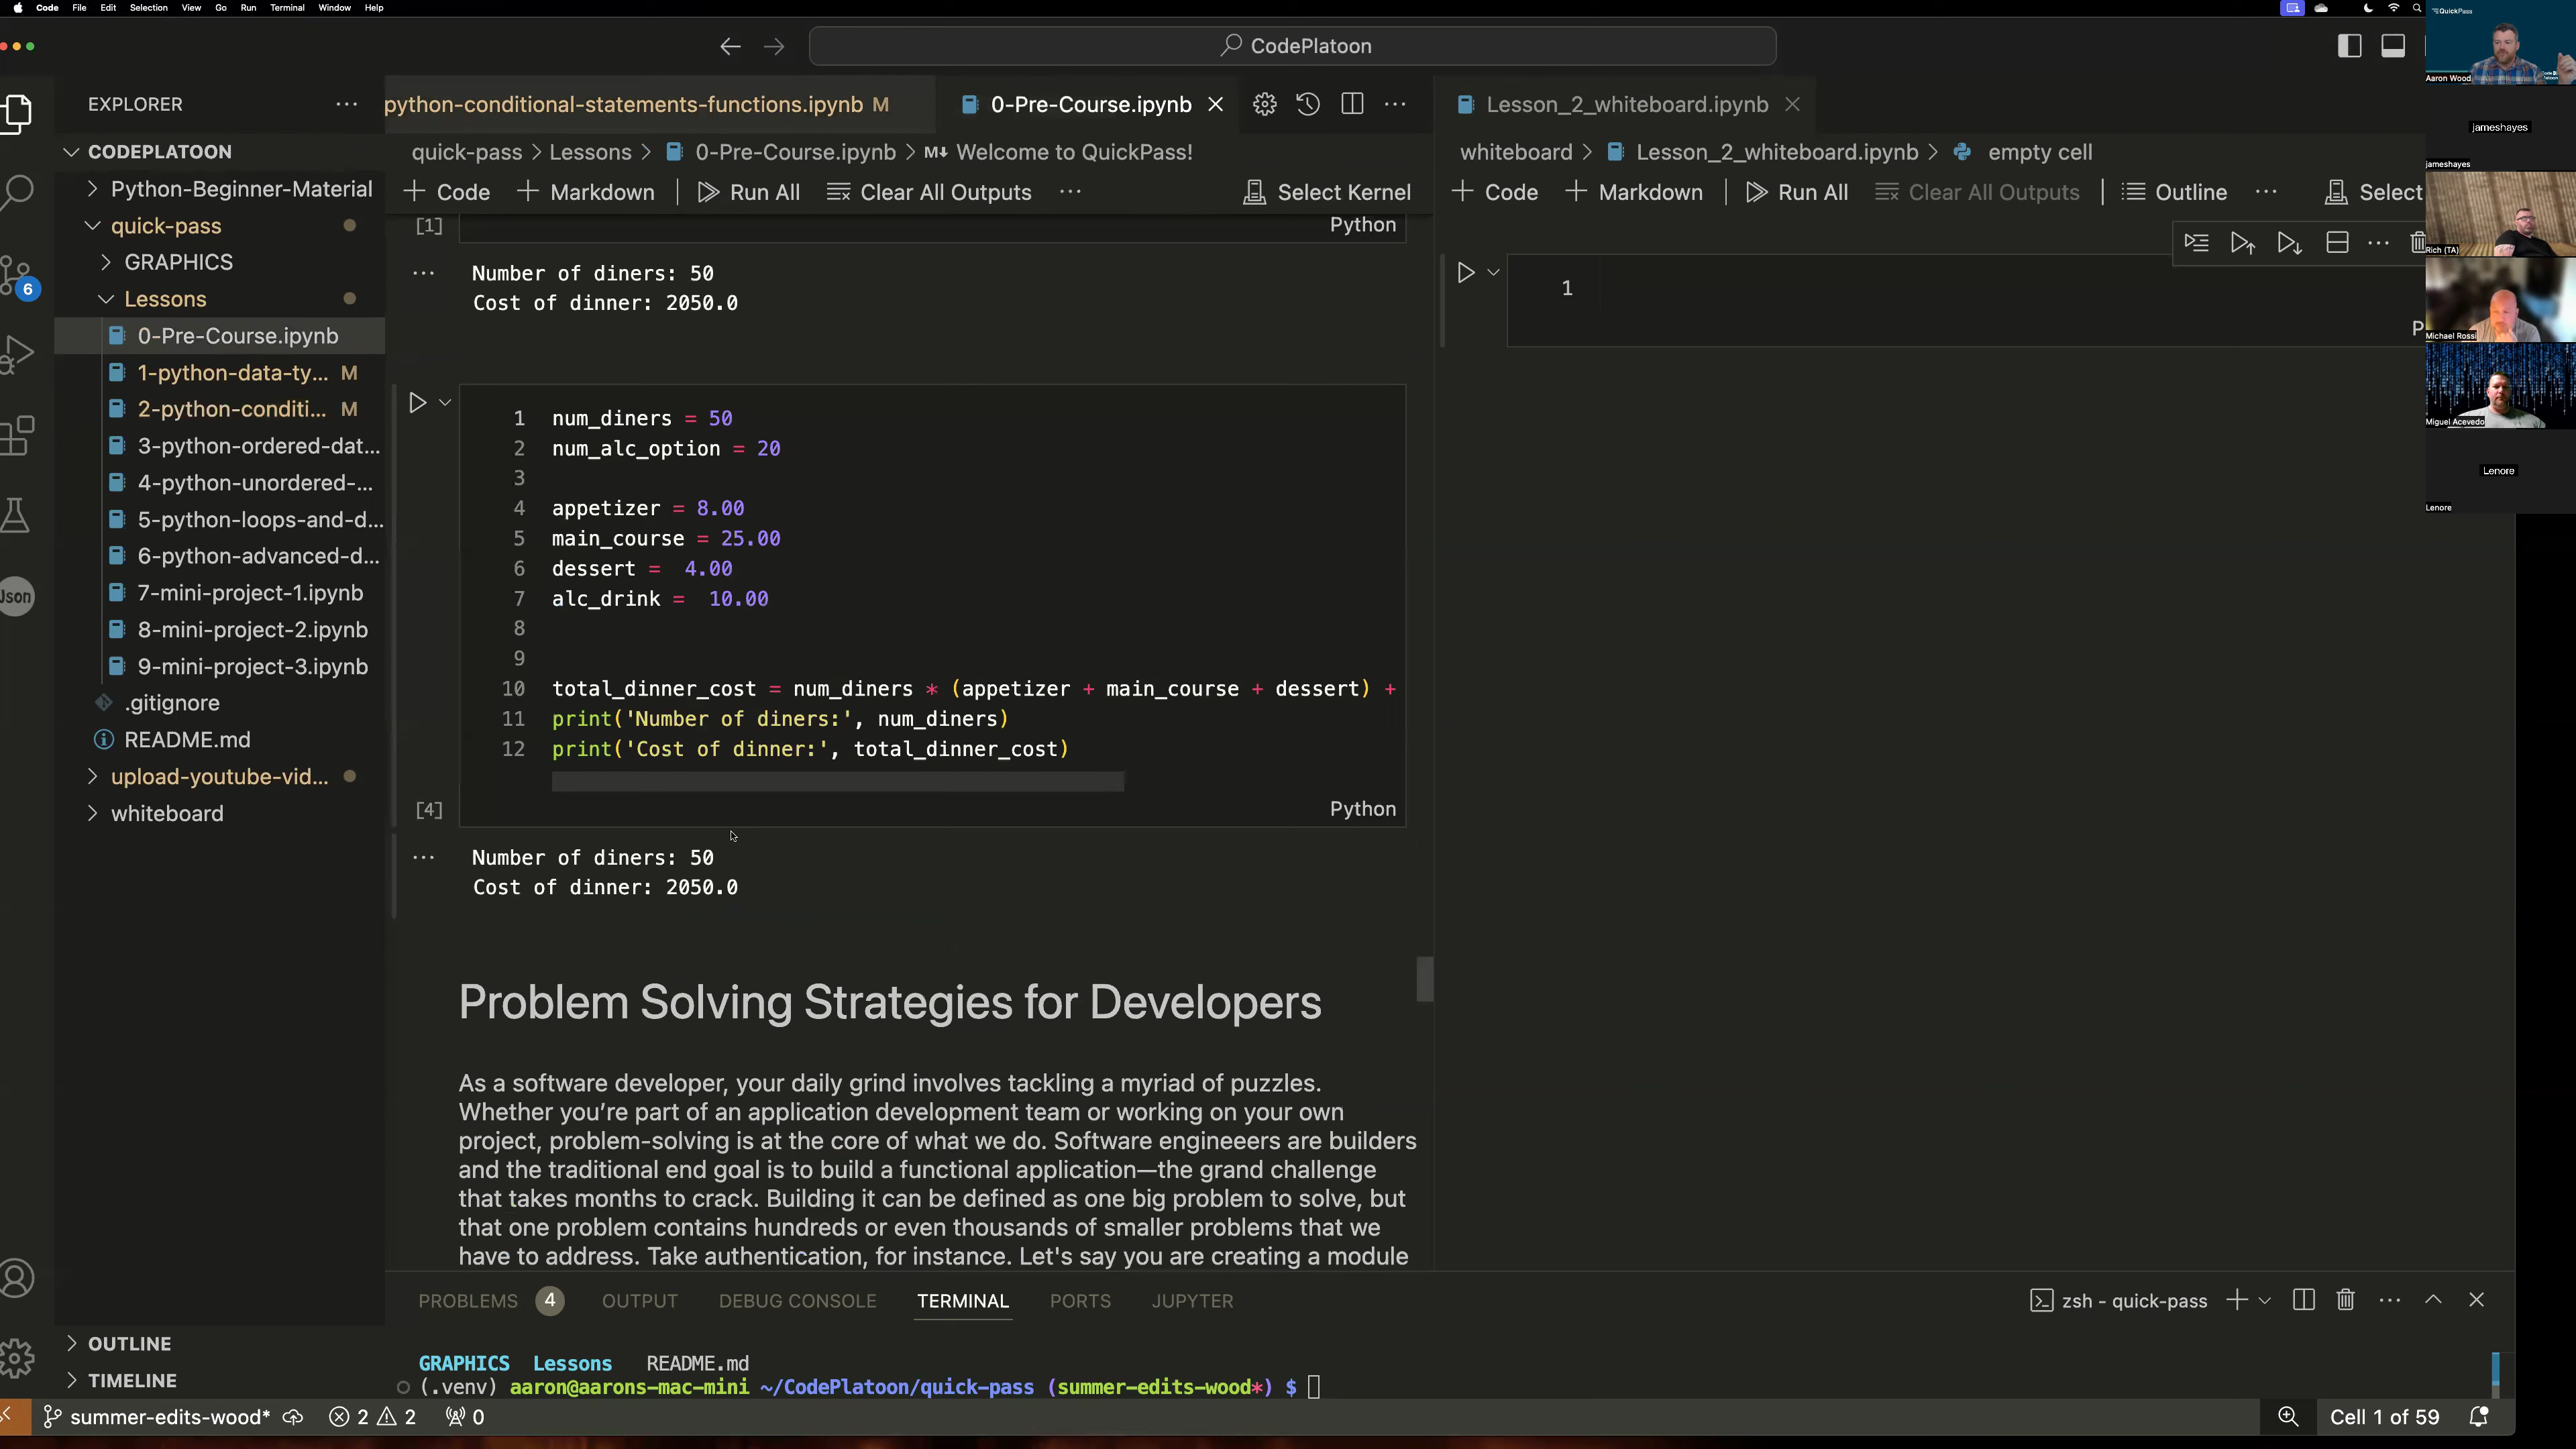 Code File Edit Selection View Go Run Terminal Window Help
CodePlatoon
EXPLORER
CODEPLATOON
Python-Beginner-Material
quick-pass
GRAPHICS
Lessons
0-Pre-Course.ipynb
1-python-data-ty... M
2-python-conditi... M
3-python-ordered-dat...
4-python-unordered-...
5-python-loops-and-d...
6-python-advanced-d...
7-mini-project-1.ipynb
8-mini-project-2.ipynb
9-mini-project-3.ipynb
.gitignore
README.md
upload-youtube-vid...
whiteboard
OUTLINE
TIMELINE
6
Json
python-conditional-statements-functions.ipynb M
0-Pre-Course.ipynb
quick-pass > Lessons > 0-Pre-Course.ipynb > M↓ Welcome to QuickPass!
+ Code + Markdown Run All Clear All Outputs ... Select Kernel
[1] Python
Number of diners: 50
Cost of dinner: 2050.0
1 num_diners = 50
2 num_alc_option = 20
3
4 appetizer = 8.00
5 main_course = 25.00
6 dessert =  4.00
7 alc_drink =  10.00
8
9
10 total_dinner_cost = num_diners * (appetizer + main_course + dessert) +
11 print('Number of diners:', num_diners)
12 print('Cost of dinner:', total_dinner_cost)
[4] Python
Number of diners: 50
Cost of dinner: 2050.0
Problem Solving Strategies for Developers
As a software developer, your daily grind involves tackling a myriad of puzzles.
Whether you’re part of an application development team or working on your own
project, problem-solving is at the core of what we do. Software engineeers are builders
and the traditional end goal is to build a functional application—the grand challenge
that takes months to crack. Building it can be defined as one big problem to solve, but
that one problem contains hundreds or even thousands of smaller problems that we
have to address. Take authentication, for instance. Let's say you are creating a module
Lesson_2_whiteboard.ipynb
whiteboard > Lesson_2_whiteboard.ipynb > empty cell
+ Code + Markdown Run All Clear All Outputs Outline ... Select
1
P
QuickPass
Aaron Wood
jameshayes
jameshayes
Rich (TA)
Michael Rossi
Miguel Acevedo
Lenore
Lenore
PROBLEMS 4 OUTPUT DEBUG CONSOLE TERMINAL PORTS JUPYTER
zsh - quick-pass
GRAPHICS Lessons README.md
(.venv) aaron@aarons-mac-mini ~/CodePlatoon/quick-pass (summer-edits-wood*) $
summer-edits-wood* 2 2 0
Cell 1 of 59